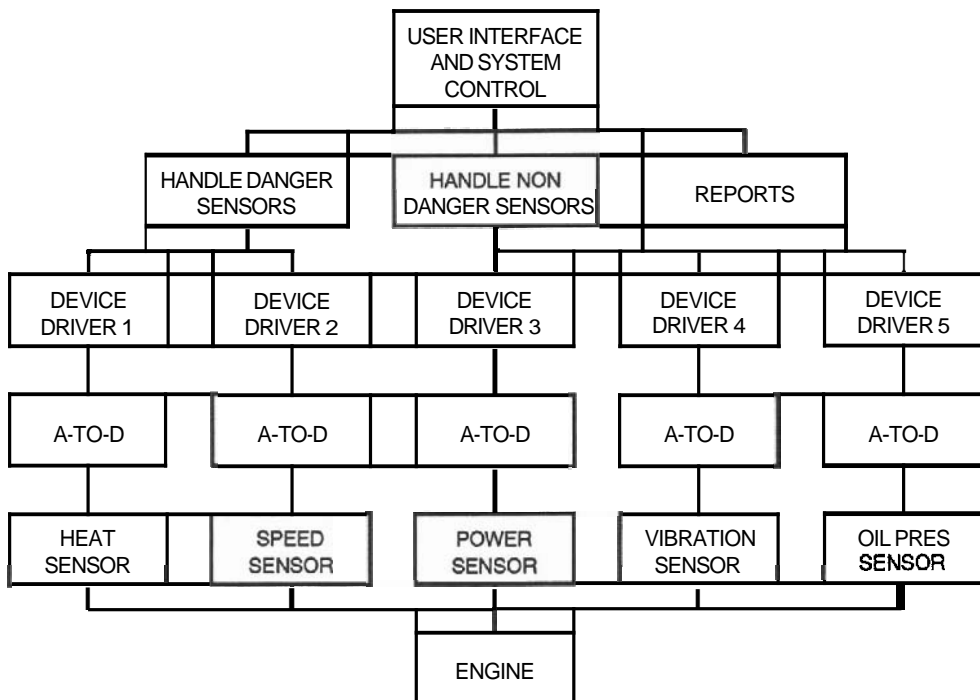 USER INTERFACE
AND SYSTEM
CONTROL
HANDLE DANGER
SENSORS
HANDLE NON
DANGER SENSORS
REPORTS
DEVICE
DRIVER 1
DEVICE
DRIVER 2
DEVICE
DRIVER 3
DEVICE
DRIVER 4
DEVICE
DRIVER 5
A-TO-D
A-TO-D
A-TO-D
A-TO-D
A-TO-D
HEAT
SENSOR
SPEED
SENSOR
POWER
SENSOR
VIBRATION
SENSOR
OIL PRES
SENSOR
ENGINE